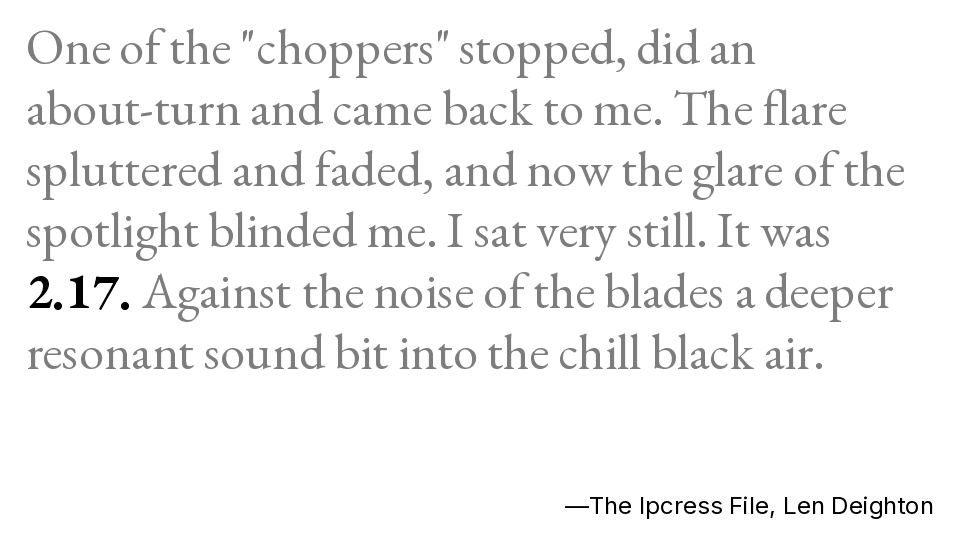 One of the "choppers" stopped, did an
about-turn and came back to me. The flare
spluttered and faded, and now the glare of the
spotlight blinded me. I sat very still. It was
2.17. Against the noise of the blades a deeper
resonant sound bit into the chill black air.
—The Ipcress File, Len Deighton